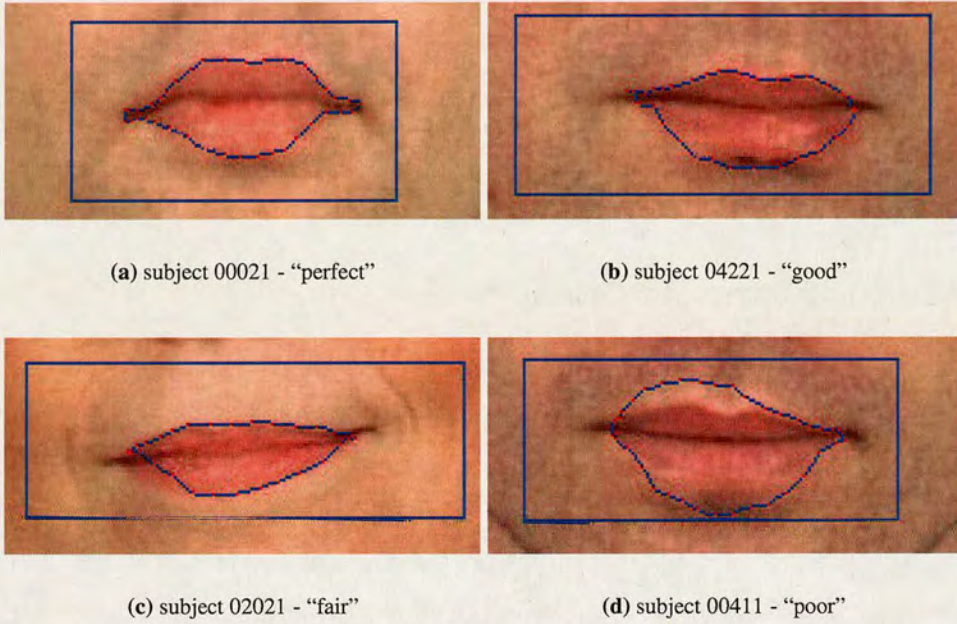 (a) subject 00021 - “perfect”
(b) subject 04221 - “good”
(c) subject 02021 - “fair”
(d) subject 00411 - “poor”